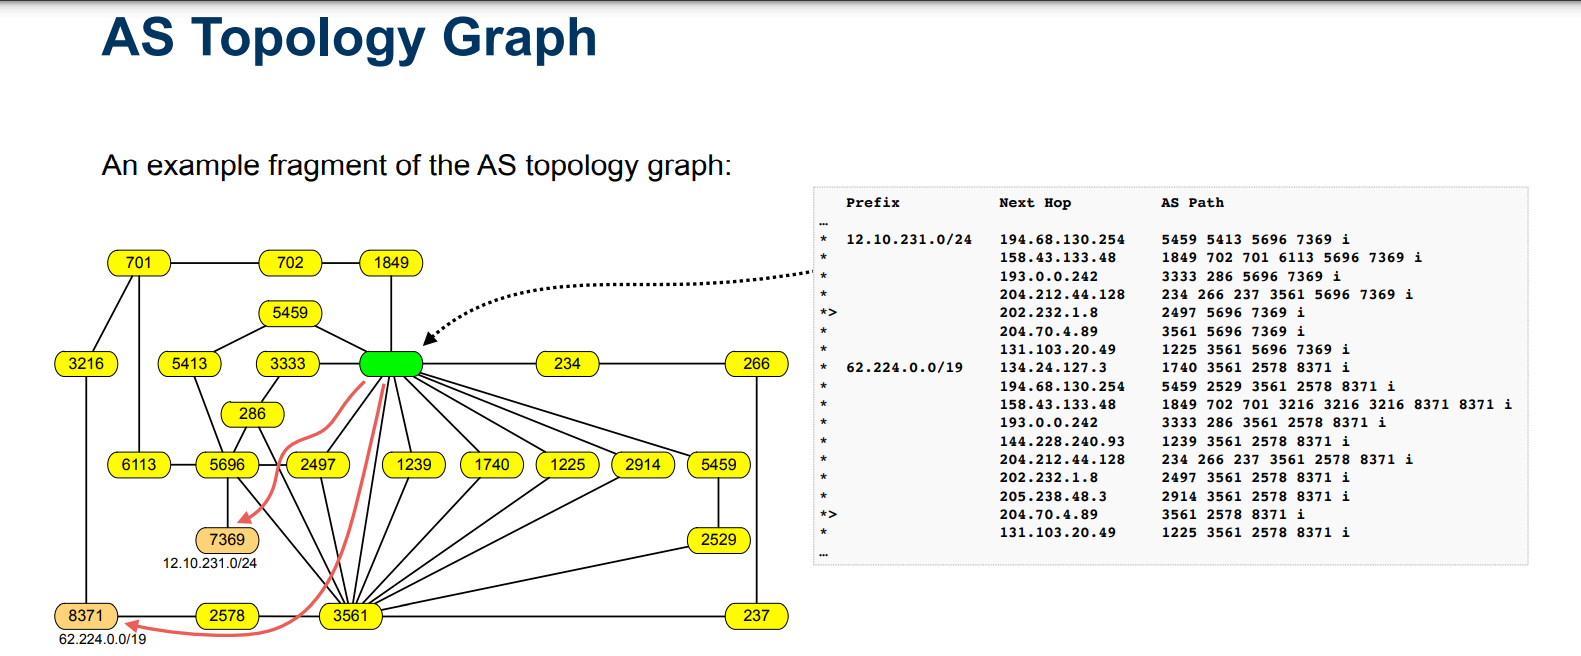 AS Topology Graph
An example fragment of the AS topology graph:
701 702 1849
5459
3216 5413 3333 234 266
286
6113 5696 2497 1239 1740 1225 2914 5459
7369 2529
12.10.231.0/24
8371 2578 3561 237
62.224.0.0/19
Prefix Next Hop AS Path
…
* 12.10.231.0/24 194.68.130.254 5459 5413 5696 7369 i
* 158.43.133.48 1849 702 701 6113 5696 7369 i
* 193.0.0.242 3333 286 5696 7369 i
* 204.212.44.128 234 266 237 3561 5696 7369 i
*> 202.232.1.8 2497 5696 7369 i
* 204.70.4.89 3561 5696 7369 i
* 131.103.20.49 1225 3561 5696 7369 i
* 62.224.0.0/19 134.24.127.3 1740 3561 2578 8371 i
* 194.68.130.254 5459 2529 3561 2578 8371 i
* 158.43.133.48 1849 702 701 3216 3216 3216 8371 8371 i
* 193.0.0.242 3333 286 3561 2578 8371 i
* 144.228.240.93 1239 3561 2578 8371 i
* 204.212.44.128 234 266 237 3561 2578 8371 i
* 202.232.1.8 2497 3561 2578 8371 i
* 205.238.48.3 2914 3561 2578 8371 i
*> 204.70.4.89 3561 2578 8371 i
* 131.103.20.49 1225 3561 2578 8371 i
…